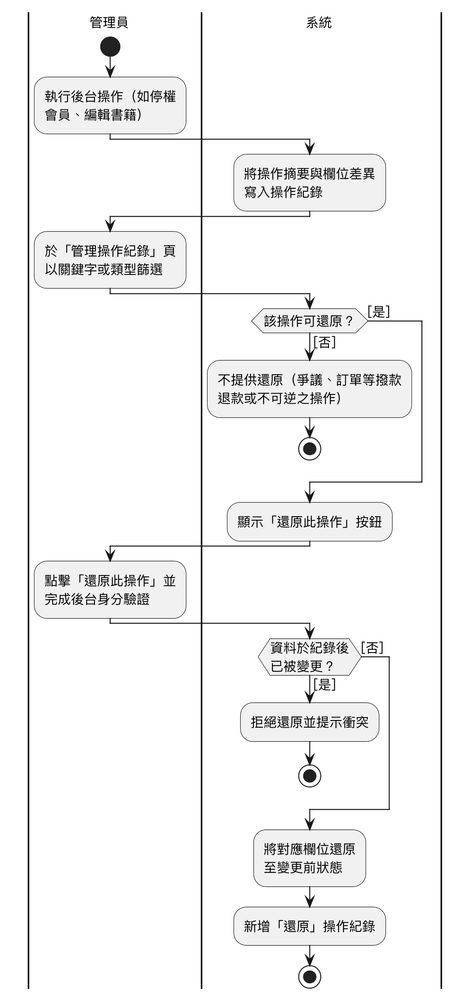 管理員
系統
執行後台操作（如停權
會員、編輯書籍）
將操作摘要與欄位差異
寫入操作紀錄
於「管理操作紀錄」頁
以關鍵字或類型篩選
該操作可還原？
[是]
[否]
不提供還原（爭議、訂單等撥款
退款或不可逆之操作）
顯示「還原此操作」按鈕
點擊「還原此操作」並
完成後台身分驗證
資料於紀錄後
已被變更？
[否]
[是]
拒絕還原並提示衝突
將對應欄位還原
至變更前狀態
新增「還原」操作紀錄